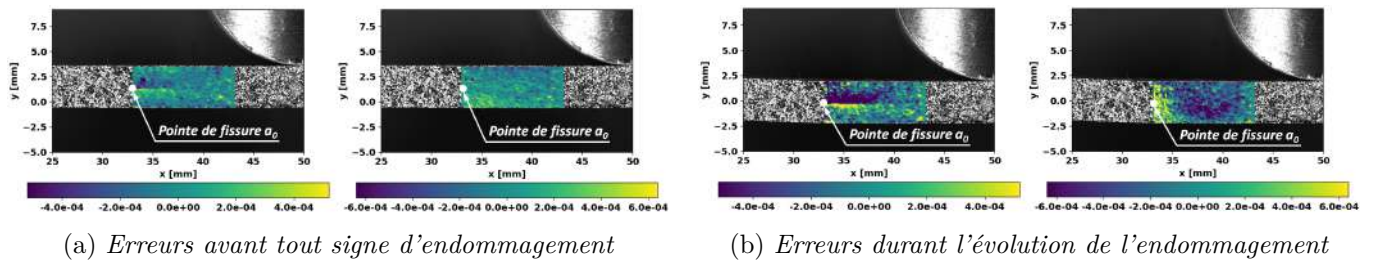 7.5
5.0
2.5
0.0
−2.5
−5.0
y [mm]
25 30 35 40 45 50
x [mm]
Pointe de fissure a₀
-4.0e-04 -2.0e-04 0.0e+00 2.0e-04 4.0e-04
7.5
5.0
2.5
0.0
−2.5
−5.0
y [mm]
25 30 35 40 45 50
x [mm]
Pointe de fissure a₀
-6.0e-04 -4.0e-04 -2.0e-04 0.0e+00 2.0e-04 4.0e-04 6.0e-04
(a) Erreurs avant tout signe d'endommagement
7.5
5.0
2.5
0.0
−2.5
−5.0
y [mm]
25 30 35 40 45 50
x [mm]
Pointe de fissure a₀
-4.0e-04 -2.0e-04 0.0e+00 2.0e-04 4.0e-04
7.5
5.0
2.5
0.0
−2.5
−5.0
y [mm]
25 30 35 40 45 50
x [mm]
Pointe de fissure a₀
-6.0e-04 -4.0e-04 -2.0e-04 0.0e+00 2.0e-04 4.0e-04 6.0e-04
(b) Erreurs durant l'évolution de l'endommagement